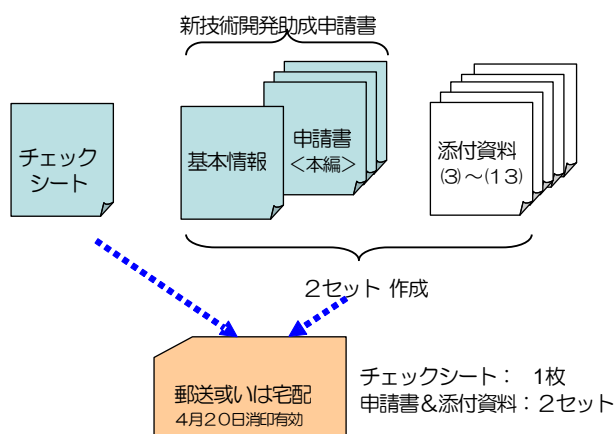 新技術開発助成申請書
チェック
シート
基本情報
申請書
＜本編＞
添付資料
(3)～(13)
２セット 作成
郵送或いは宅配
４月２０日消印有効
チェックシート： 1枚
申請書＆添付資料：２セット